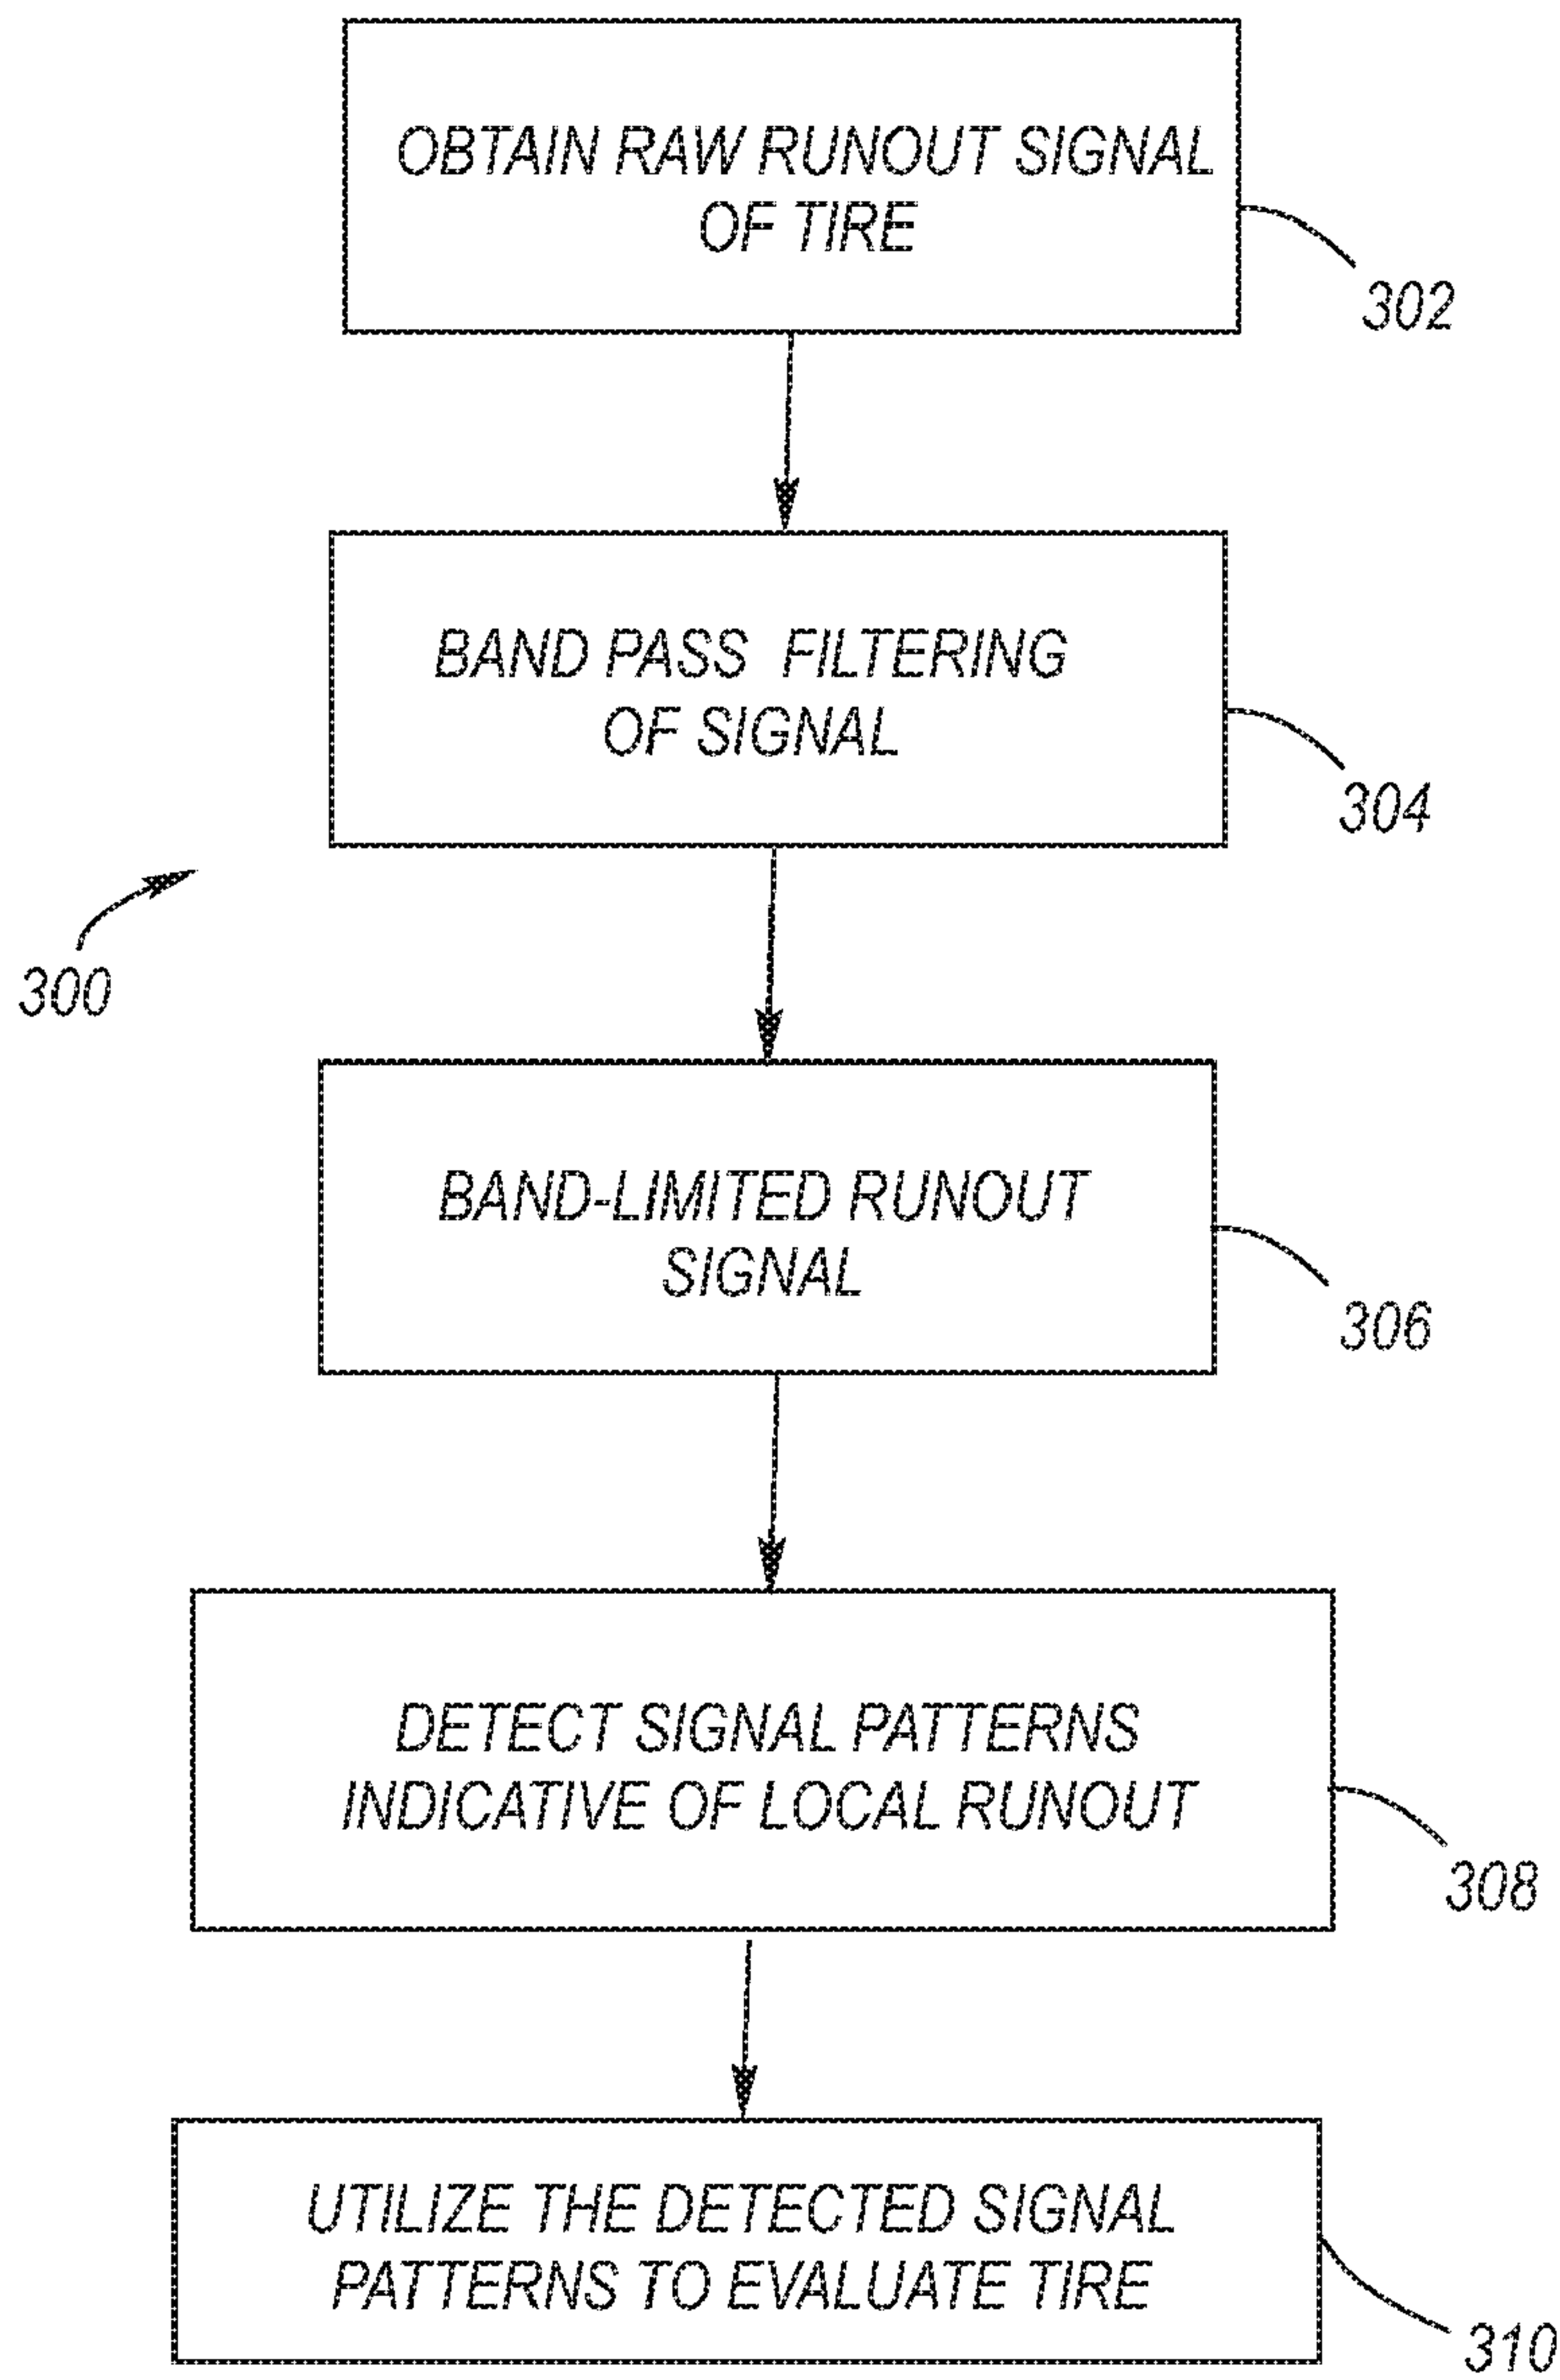 OBTAIN RAW RUNOUT SIGNAL
OF TIRE
302
BAND PASS FILTERING
OF SIGNAL
304
300
BAND-LIMITED RUNOUT
SIGNAL
306
DETECT SIGNAL PATTERNS
INDICATIVE OF LOCAL RUNOUT
308
UTILIZE THE DETECTED SIGNAL
PATTERNS TO EVALUATE TIRE
310